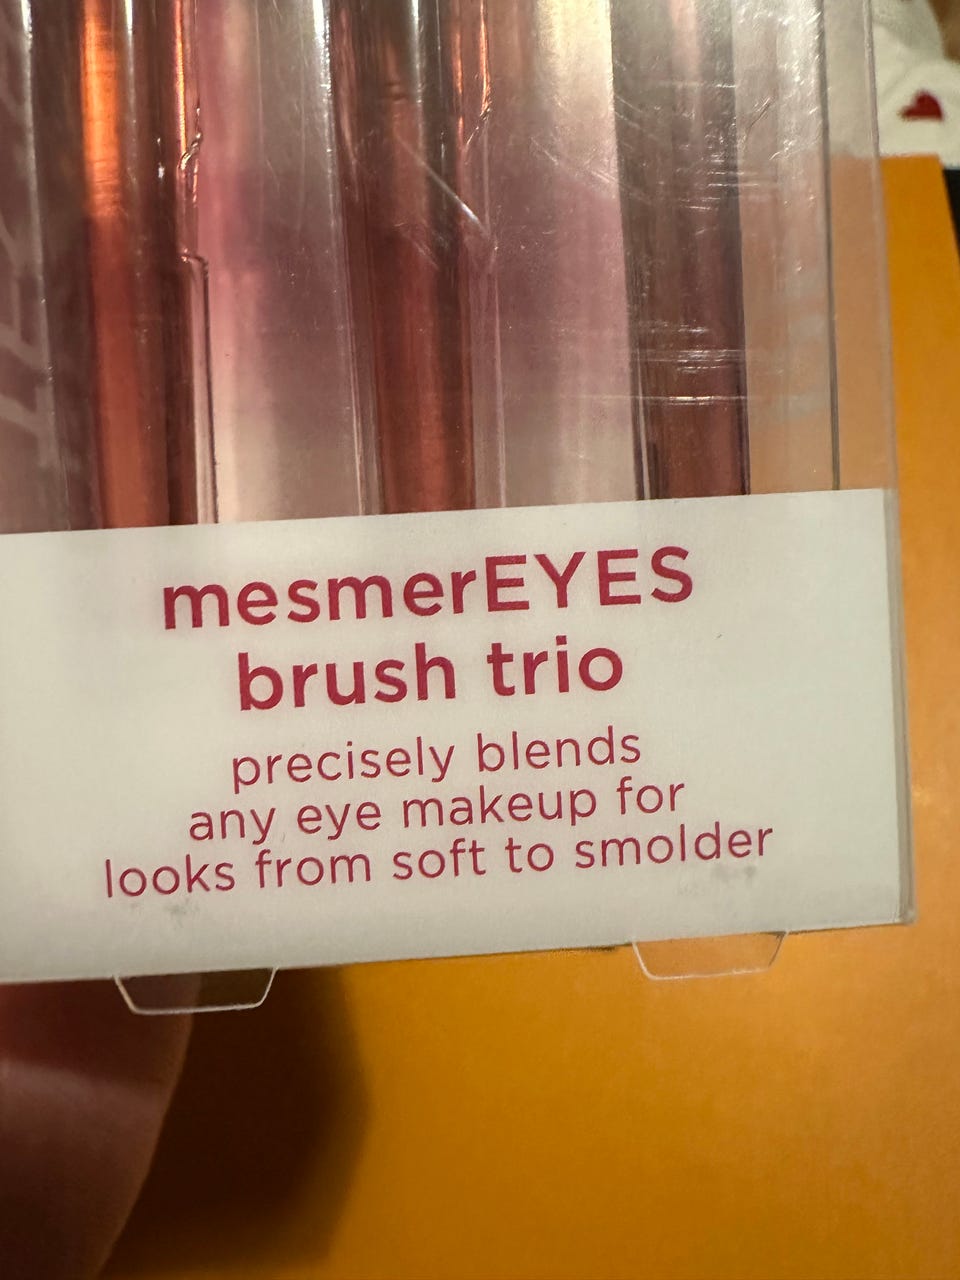 mesmerEYES
brush trio
precisely blends
any eye makeup for
looks from soft to smolder